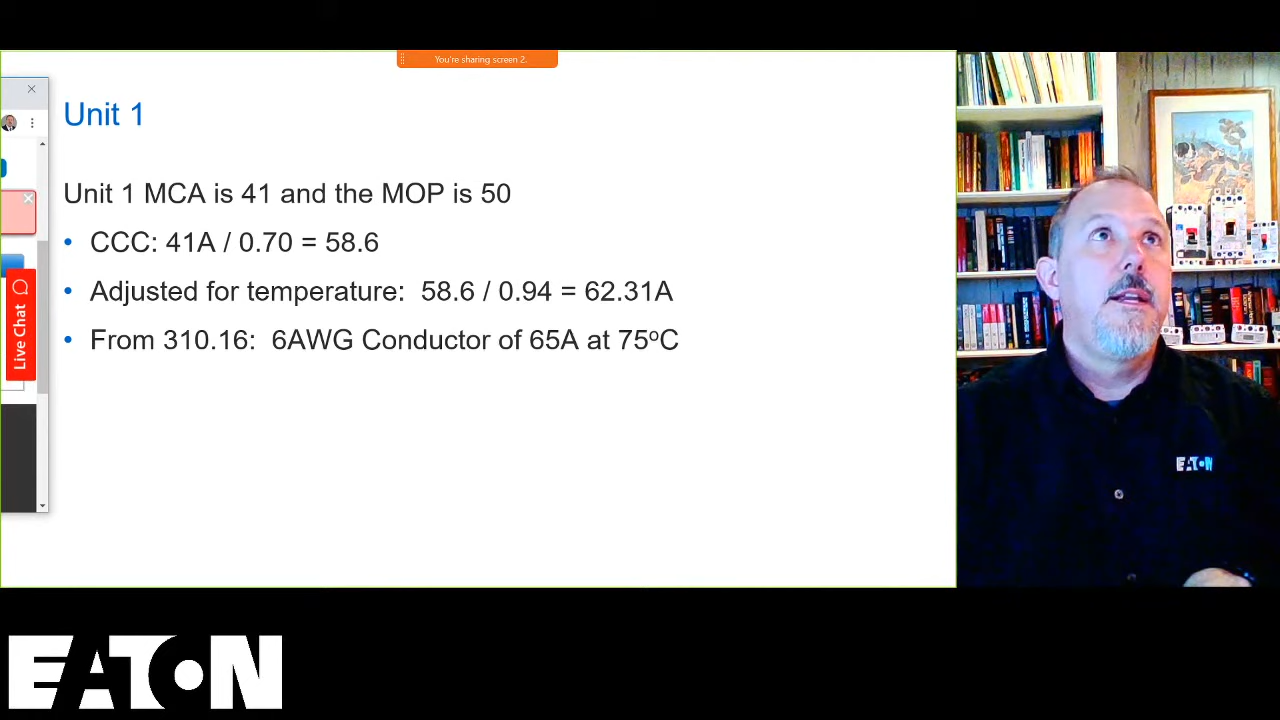 You're sharing screen 2.
Unit 1
Unit 1 MCA is 41 and the MOP is 50
• CCC: 41A / 0.70 = 58.6
• Adjusted for temperature: 58.6 / 0.94 = 62.31A
• From 310.16: 6AWG Conductor of 65A at 75ºC
Live Chat
EATON
EATON